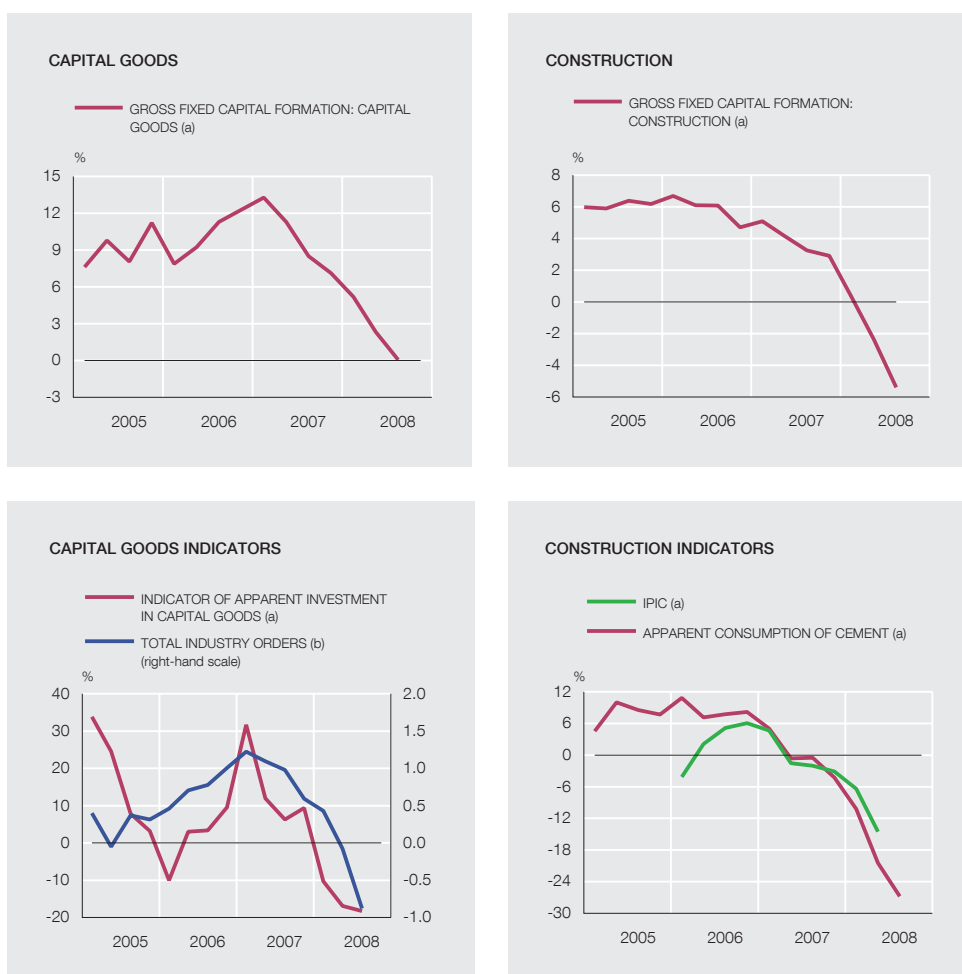 CAPITAL GOODS
GROSS FIXED CAPITAL FORMATION: CAPITAL
GOODS (a)
%
15
12
9
6
3
0
-3
2005 2006 2007 2008
CONSTRUCTION
GROSS FIXED CAPITAL FORMATION:
CONSTRUCTION (a)
%
8
6
4
2
0
-2
-4
-6
2005 2006 2007 2008
CAPITAL GOODS INDICATORS
INDICATOR OF APPARENT INVESTMENT
IN CAPITAL GOODS (a)
TOTAL INDUSTRY ORDERS (b)
(right-hand scale)
%
40 2.0
30 1.5
20 1.0
10 0.5
0 0.0
-10 -0.5
-20 -1.0
2005 2006 2007 2008
CONSTRUCTION INDICATORS
IPIC (a)
APPARENT CONSUMPTION OF CEMENT (a)
%
12
6
0
-6
-12
-18
-24
-30
2005 2006 2007 2008